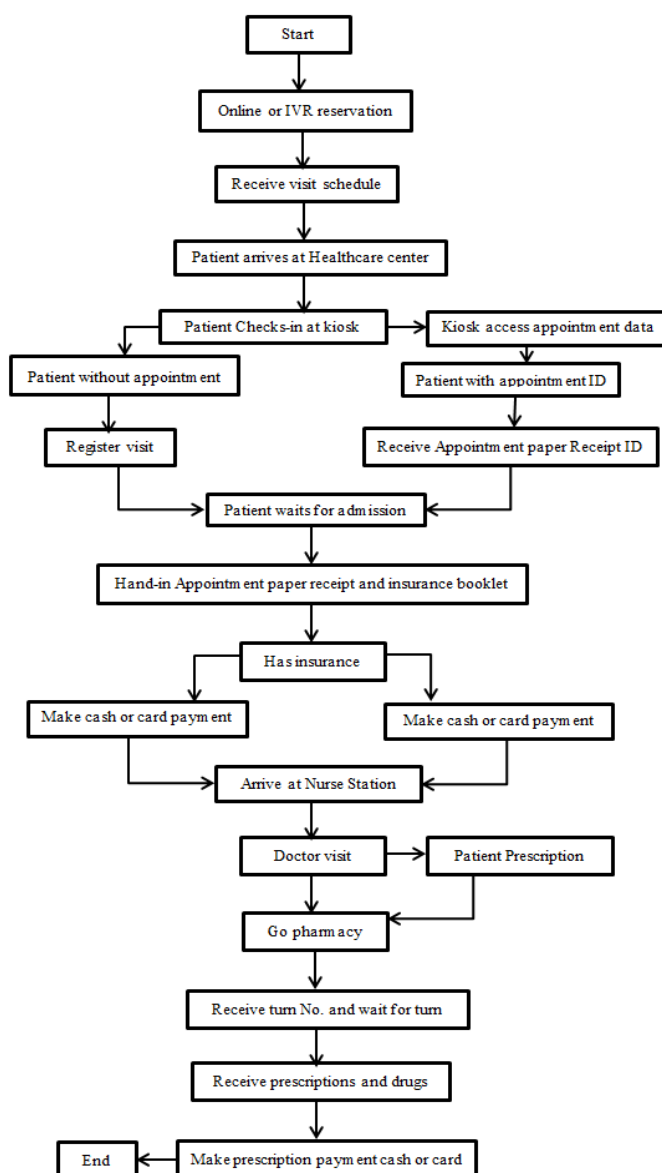 Start
Online or IVR reservation
Receive visit schedule
Patient arrives at Healthcare center
Patient Checks-in at kiosk
Kiosk access appointment data
Patient without appointment
Patient with appointment ID
Register visit
Receive Appointment paper Receipt ID
Patient waits for admission
Hand-in Appointment paper receipt and insurance booklet
Has insurance
Make cash or card payment
Make cash or card payment
Arrive at Nurse Station
Doctor visit
Patient Prescription
Go pharmacy
Receive turn No. and wait for turn
Receive prescriptions and drugs
Make prescription payment cash or card
End